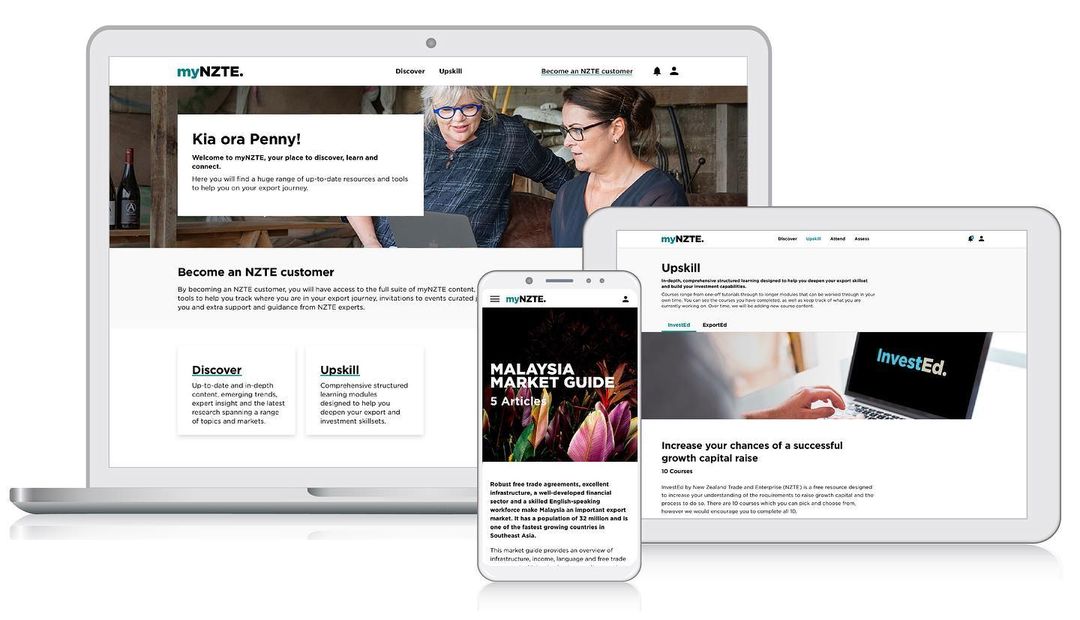 myNZTE.
Discover
Upskill
Become an NZTE customer
Kia ora Penny!
Welcome to myNZTE, your place to discover, learn and
connect.
Here you will find a huge range of up-to-date resources and tools
to help you on your export journey.
Become an NZTE customer
By becoming an NZTE customer, you will have access to the full suite of myNZTE content,
tools to help you track where you are in your export journey, invitations to events curated
you and extra support and guidance from NZTE experts.
Discover
Up-to-date and in-depth
content, emerging trends,
expert insight and the latest
research spanning a range
of topics and markets.
Upskill
Comprehensive structured
learning modules
designed to help you
deepen your export and
investment skillsets.
myNZTE.
MALAYSIA
MARKET GUIDE
5 Articles
Robust free trade agreements, excellent
infrastructure, a well-developed financial
sector and a skilled English-speaking
workforce make Malaysia an important export
market. It has a population of 32 million and is
one of the fastest growing countries in
Southeast Asia.
This market guide provides an overview of
infrastructure, income, language and free trade
myNZTE.
Discover
Upskill
Attend
Assess
Upskill
In-depth, comprehensive structured learning designed to help you deepen your export skillset
and build your investment capabilities.
Courses range from one-off tutorials through to longer modules that can be worked through in your
own time. You can see the courses you have completed, as well as keep track of what you are
currently working on. Over time, we will be adding new course content.
InvestEd
ExportEd
InvestEd.
Increase your chances of a successful
growth capital raise
10 Courses
InvestEd by New Zealand Trade and Enterprise (NZTE) is a free resource designed
to increase your understanding of the requirements to raise growth capital and the
process to do so. There are 10 courses which you can pick and choose from,
however we would encourage you to complete all 10.